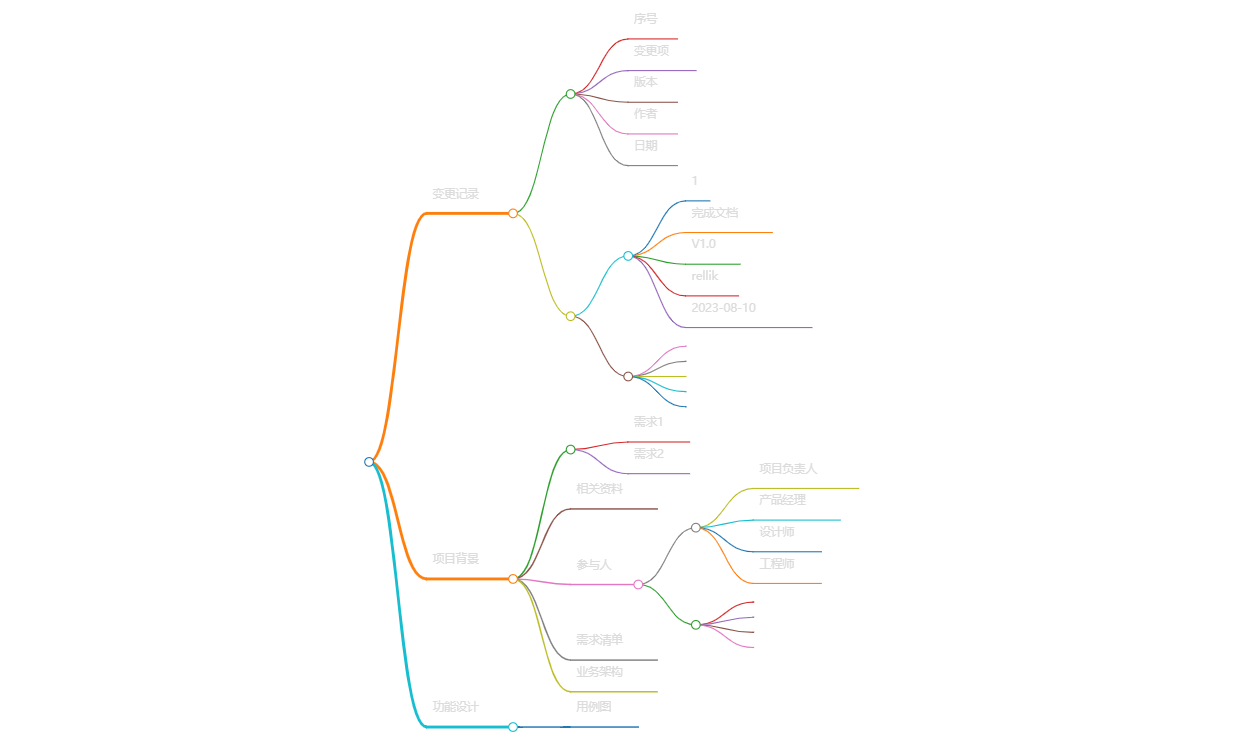 序号
变更项
版本
作者
日期
变更记录
1
完成文档
V1.0
rellik
2023-08-10
需求1
需求2
项目负责人
相关资料
产品经理
设计师
项目背景
参与人
工程师
需求清单
业务架构
功能设计
用例图